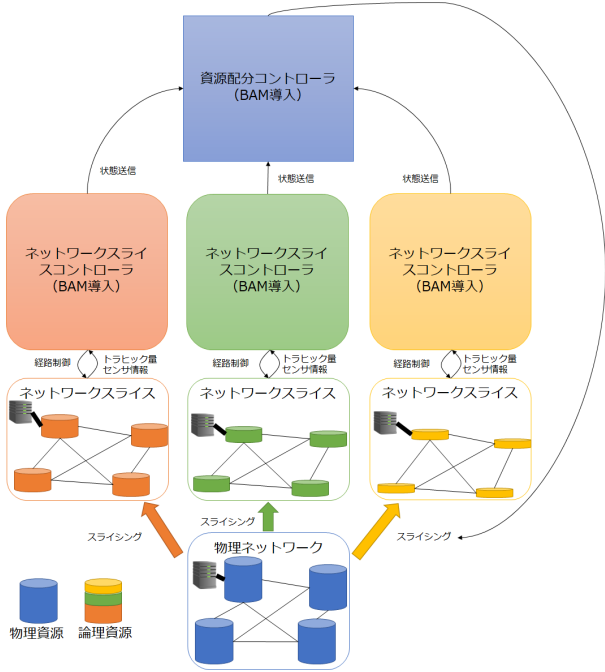 資源配分コントローラ
(BAM導入)
状態送信
状態送信
状態送信
ネットワークスライ
スコントローラ
(BAM導入)
ネットワークスライ
スコントローラ
(BAM導入)
ネットワークスライ
スコントローラ
(BAM導入)
経路制御
トラヒック量
センサ情報
経路制御
トラヒック量
センサ情報
経路制御
トラヒック量
センサ情報
ネットワークスライス
ネットワークスライス
ネットワークスライス
スライシング
スライシング
スライシング
物理ネットワーク
物理資源
論理資源